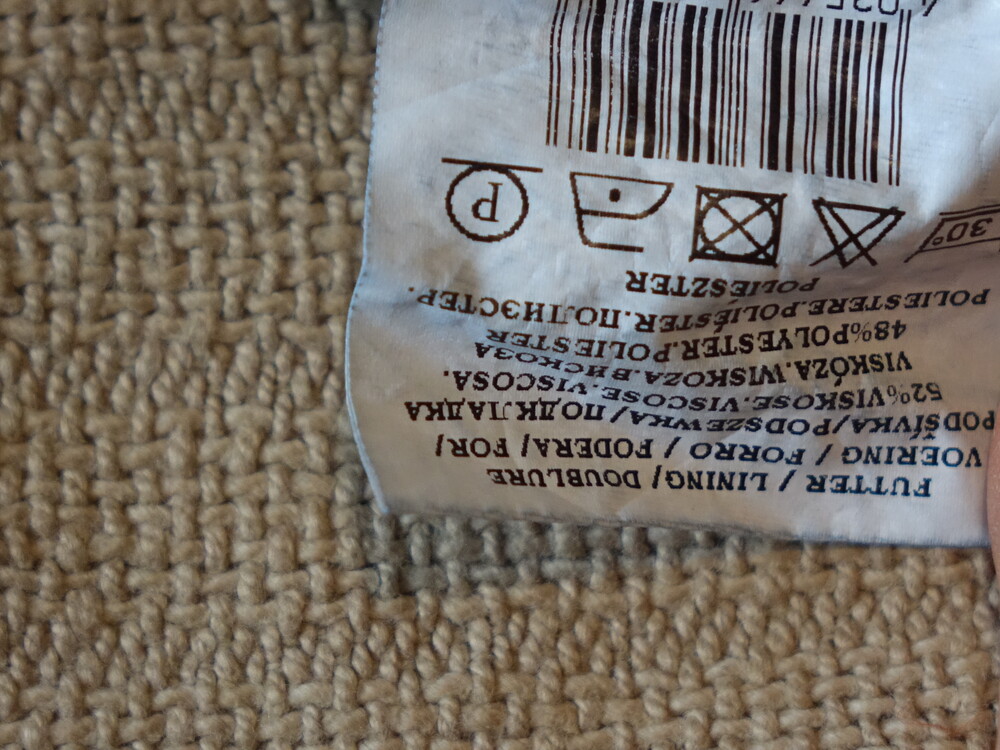 FUTTER / LINING / DOUBLURE
VOERING / FORRO / FODERA/ FOR/
PODŠÍVKA/PODSZEWKA/ПОДКЛАДКА
52%VISKOSE.VISCOSE.VISCOSA.
VISKÓZA.WISKOZA.ВИСКОЗА
48%POLYESTER.POLIESTER
POLIESTERE.POLIÉSTER.ПОЛИЭСТЕР.
POLIESZTER
30° P